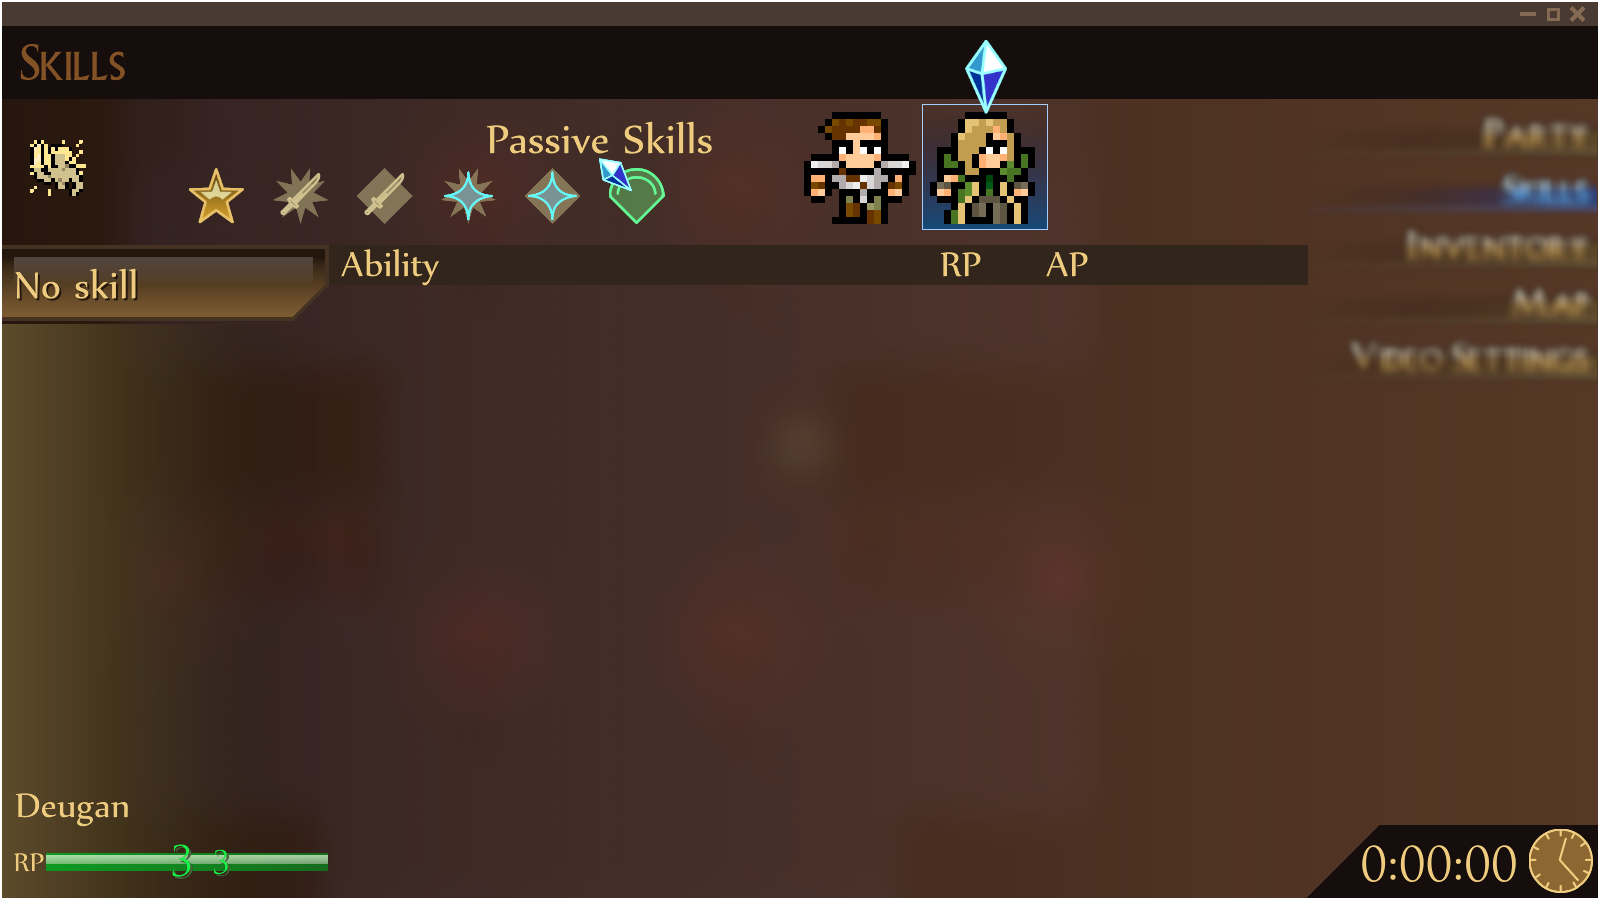 Skills
Passive Skills
Party
Skills
Inventory
Map
Video Settings
Ability RP AP
No skill
Deugan
RP 3 3
0:00:00